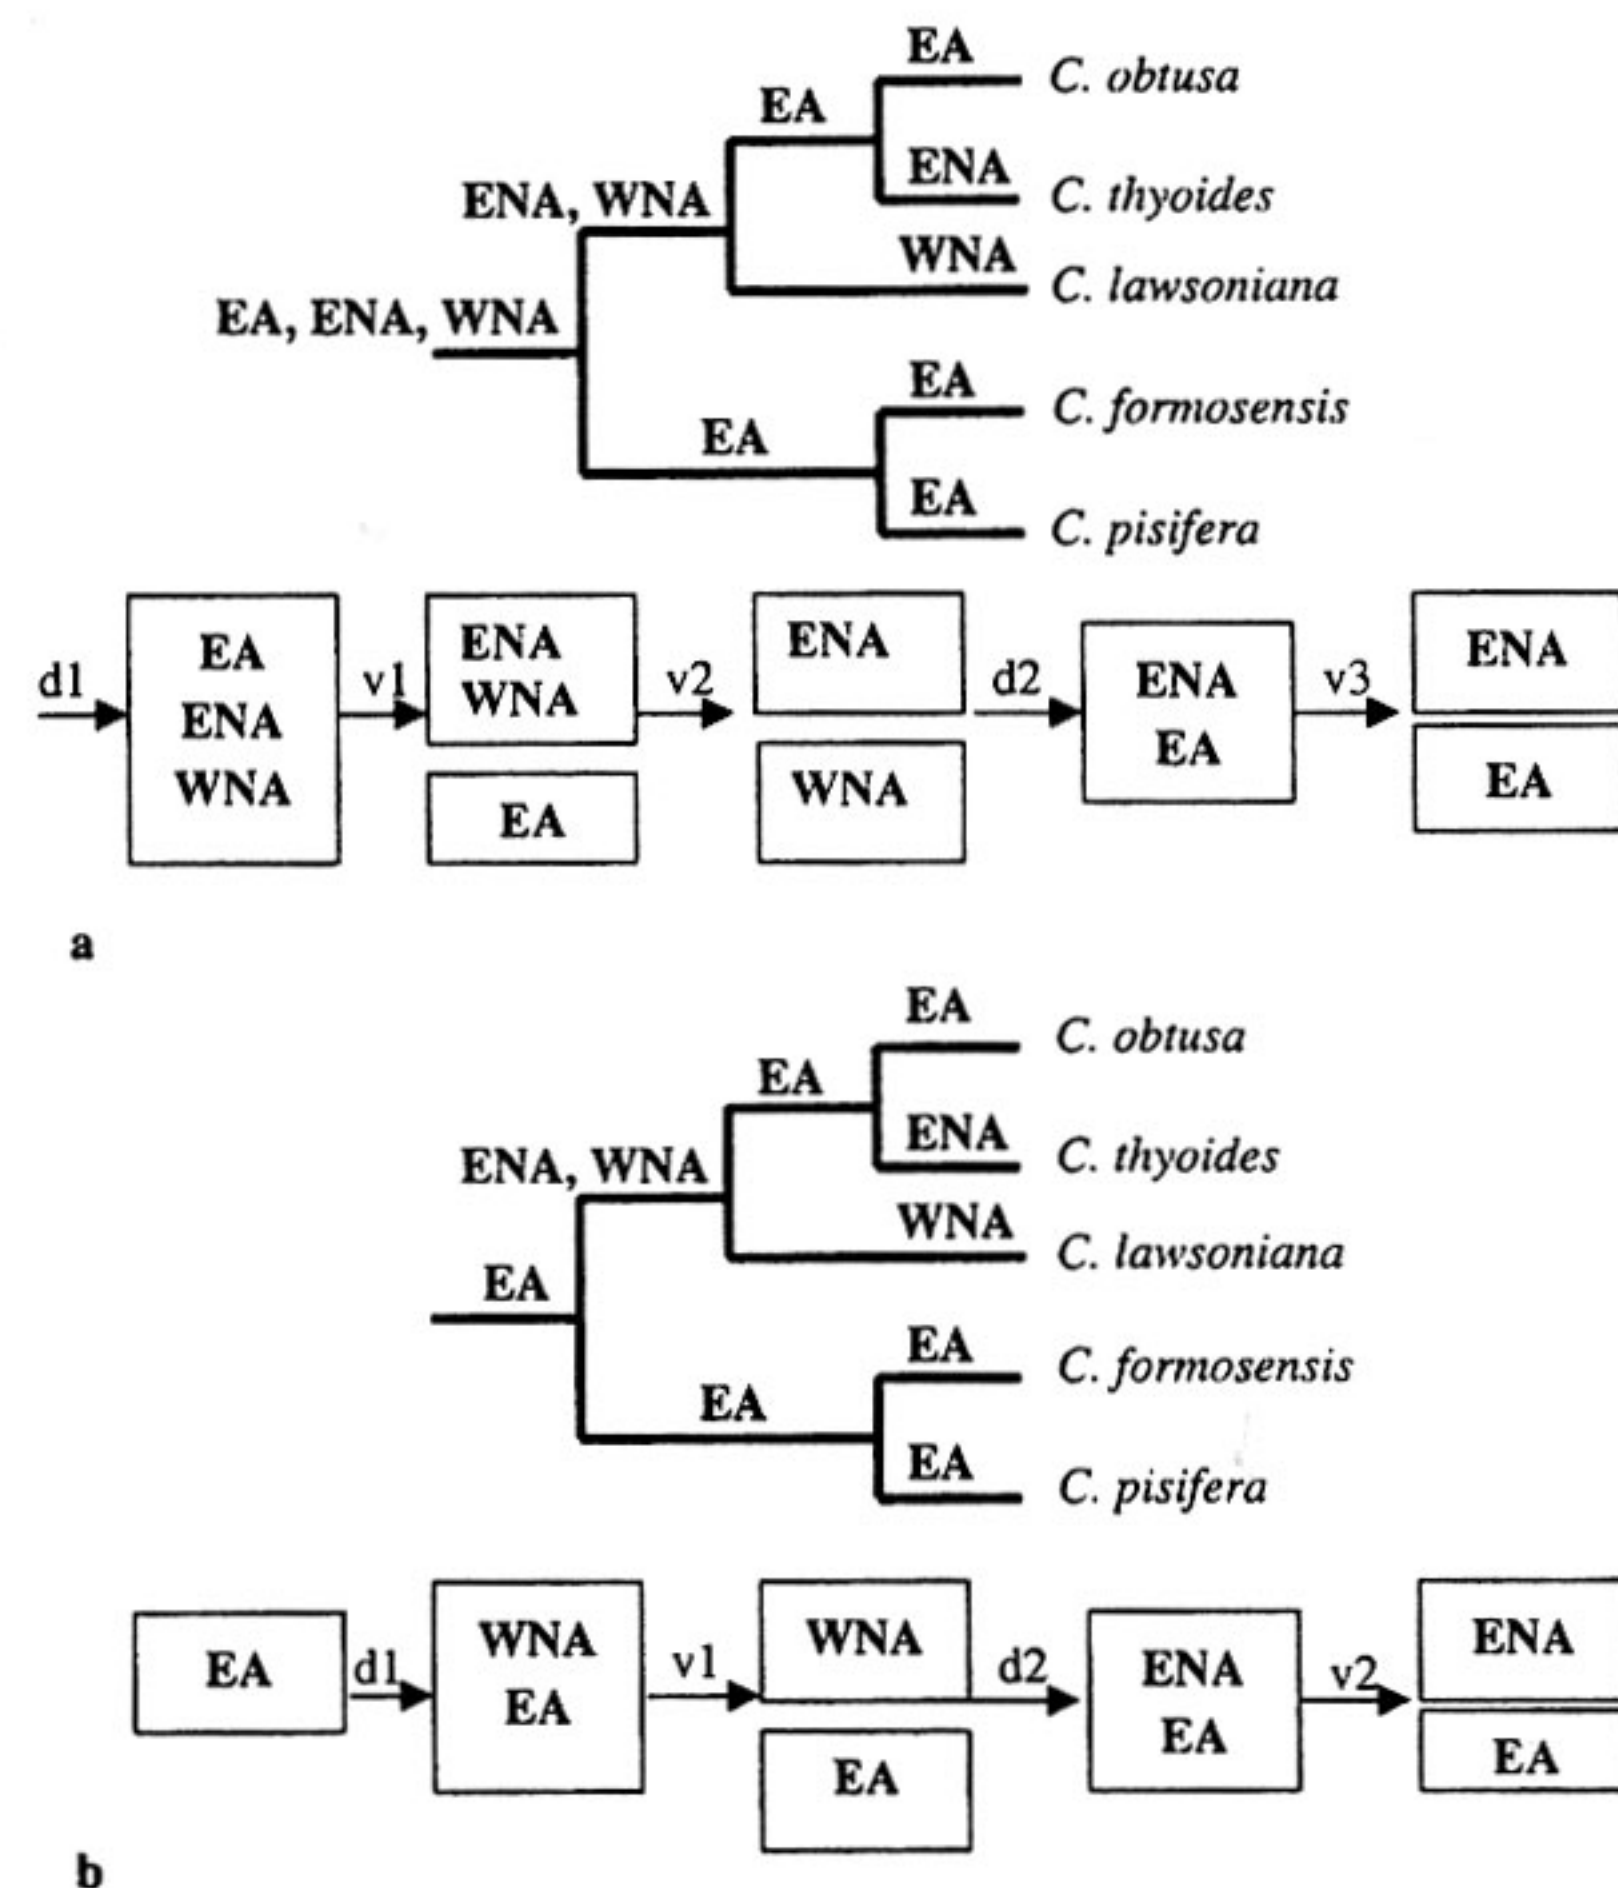 EA
C. obtusa
EA
ENA
C. thyoides
ENA, WNA
WNA
C. lawsoniana
EA, ENA, WNA
EA
C. formosensis
EA
EA
C. pisifera
d1
EA
ENA
WNA
v1
ENA
WNA
EA
v2
ENA
WNA
d2
ENA
EA
v3
ENA
EA
a
EA
C. obtusa
EA
ENA
C. thyoides
ENA, WNA
WNA
C. lawsoniana
EA
EA
C. formosensis
EA
EA
C. pisifera
EA
d1
WNA
EA
v1
WNA
EA
d2
ENA
EA
v2
ENA
EA
b